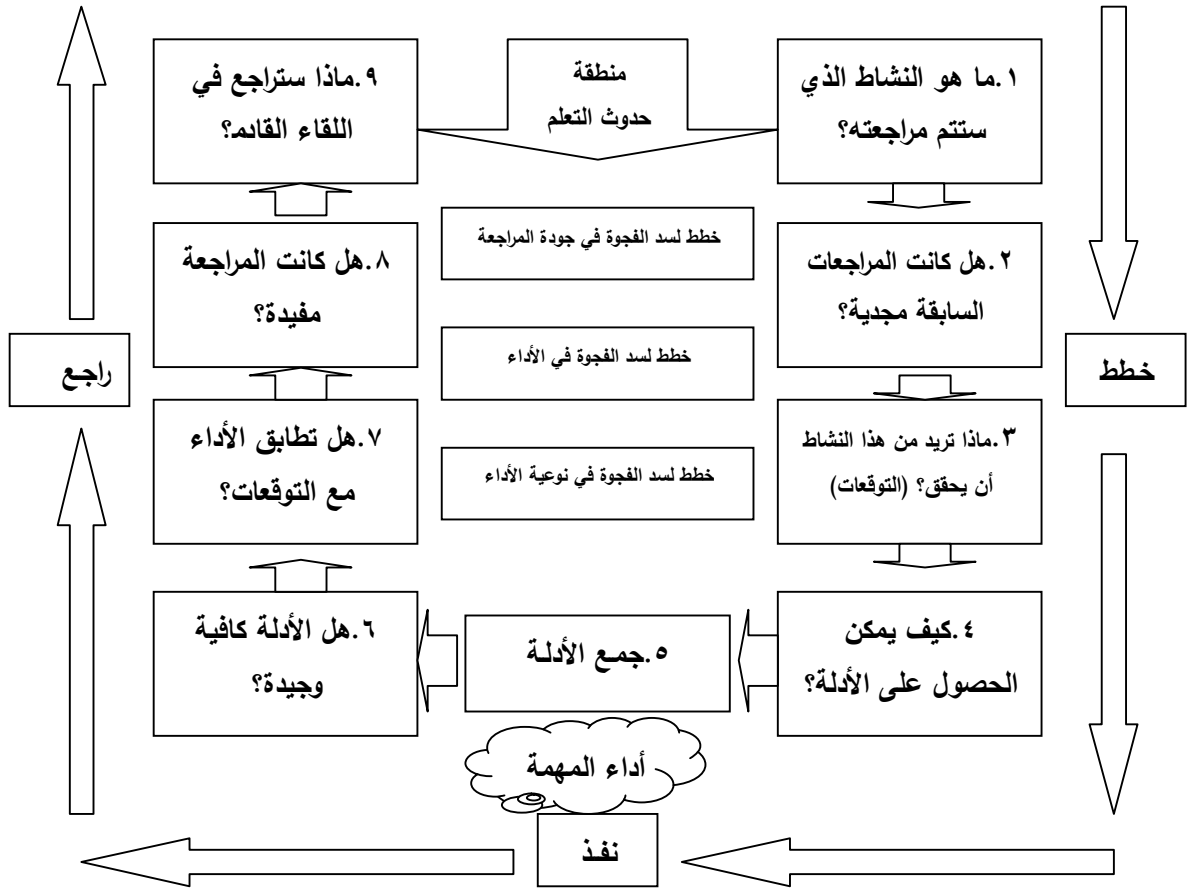 ١.ما هو النشاط الذي
ستتم مراجعته؟
منطقة
حدوث التعلم
٩.ماذا ستراجع في
اللقاء القادم؟
٢.هل كانت المراجعات
السابقة مجدية؟
خطط لسد الفجوة في جودة المراجعة
٨.هل كانت المراجعة
مفيدة؟
خطط
خطط لسد الفجوة في الأداء
راجع
٣.ماذا تريد من هذا النشاط
أن يحقق؟ (التوقعات)
خطط لسد الفجوة في نوعية الأداء
٧.هل تطابق الأداء
مع التوقعات؟
٤.كيف يمكن
الحصول على الأدلة؟
٥.جمع الأدلة
٦.هل الأدلة كافية
وجيدة؟
أداء المهمة
نفذ